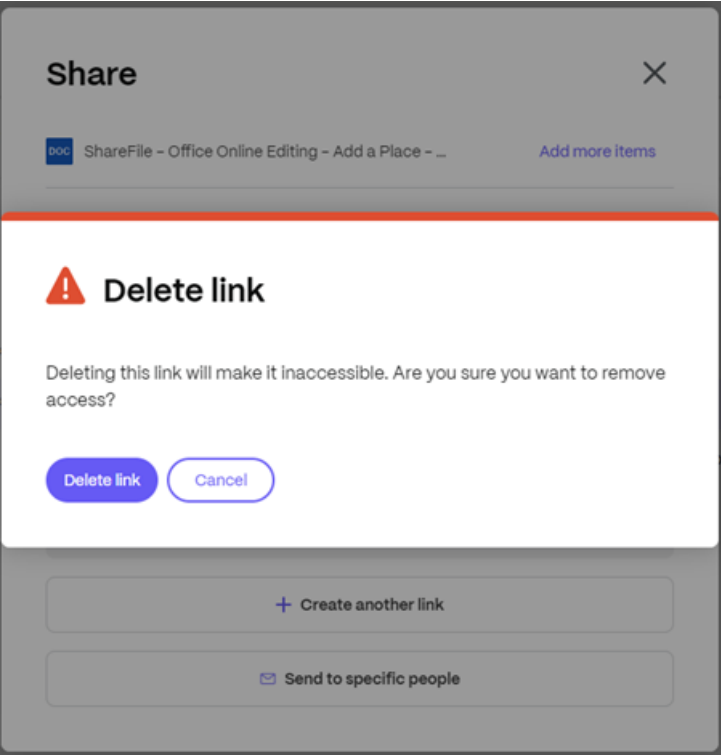 Share
DOC ShareFile - Office Online Editing - Add a Place - ... Add more items
Delete link
Deleting this link will make it inaccessible. Are you sure you want to remove
access?
Delete link Cancel
+ Create another link
Send to specific people